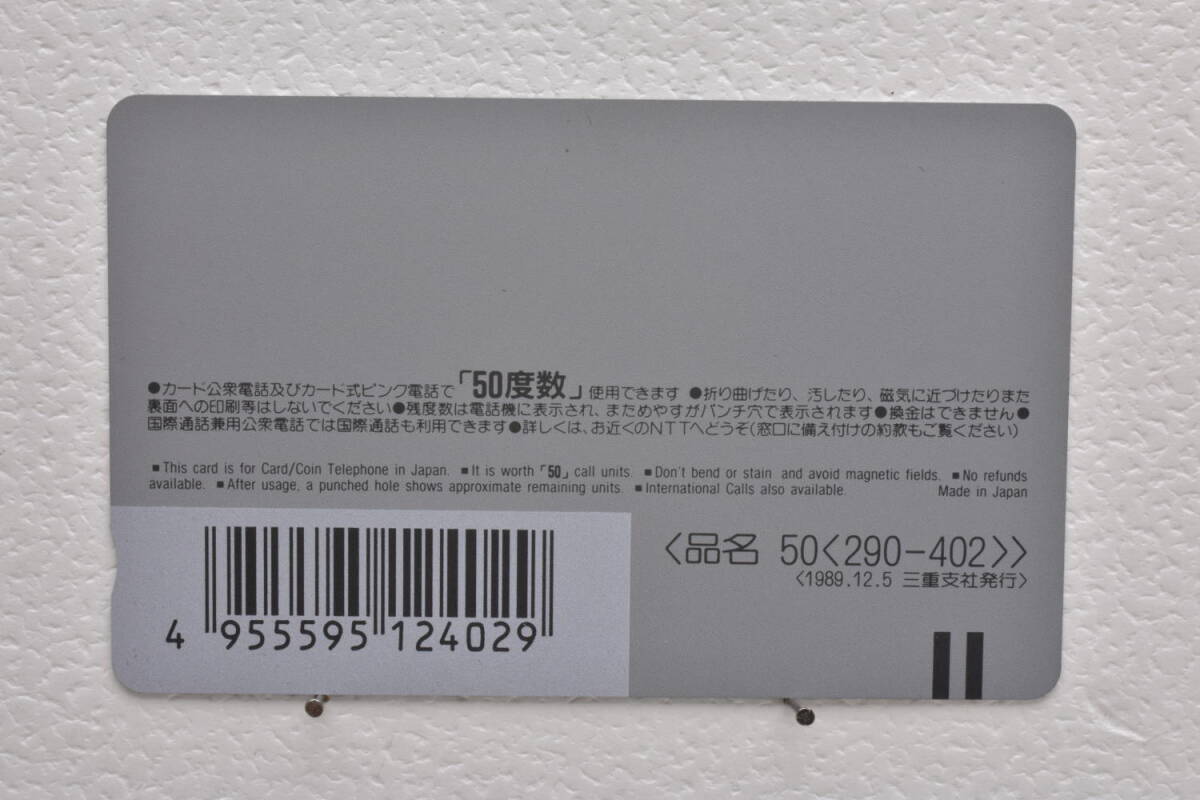 ●カード公衆電話及びカード式ピンク電話で「50度数」使用できます ●折り曲げたり、汚したり、磁気に近づけたりまた
裏面への印刷等はしないでください●残度数は電話機に表示され、まためやすがパンチ穴で表示されます●換金はできません●
国際通話兼用公衆電話では国際通話も利用できます●詳しくは、お近くのNTTへどうぞ(窓口に備え付けの約款もご覧ください)
■This card is for Card/Coin Telephone in Japan. ■It is worth「50」call units. ■Don't bend or stain and avoid magnetic fields. ■No refunds
available. ■After usage, a punched hole shows approximate remaining units. ■International Calls also available. Made in Japan
〈品名 50〈290-402〉〉
〈1989.12.5 三重支社発行〉
4 955595 124029